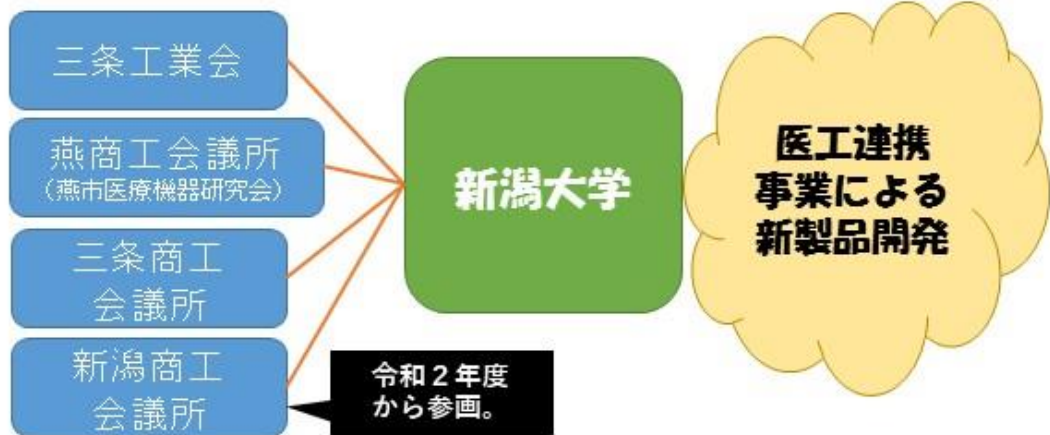 三条工業会
燕商工会議所
（燕市医療機器研究会）
三条商工
会議所
新潟商工
会議所
令和２年度
から参画。
新潟大学
医工連携
事業による
新製品開発